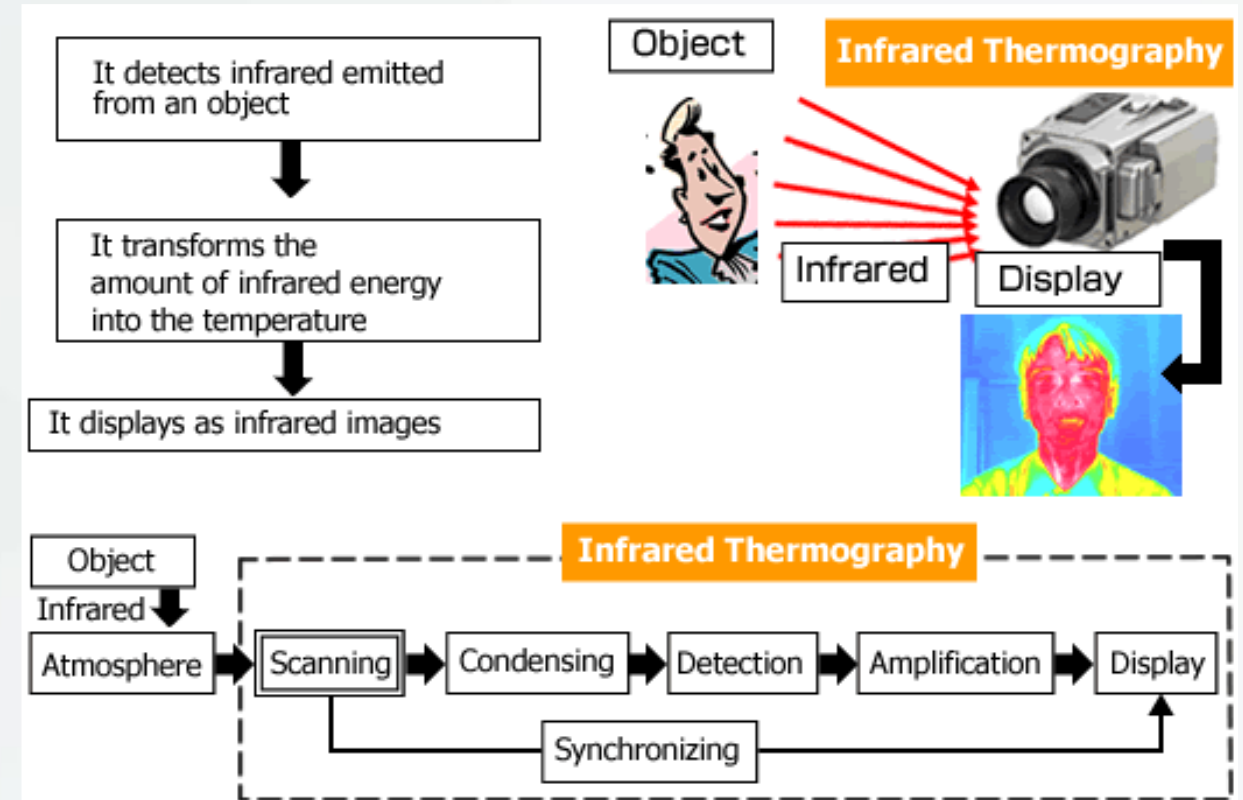 It detects infrared emitted
from an object
It transforms the
amount of infrared energy
into the temperature
It displays as infrared images
Object
Infrared Thermography
Infrared
Display
Infrared Thermography
Object
Infrared
Atmosphere
Scanning
Condensing
Detection
Amplification
Display
Synchronizing